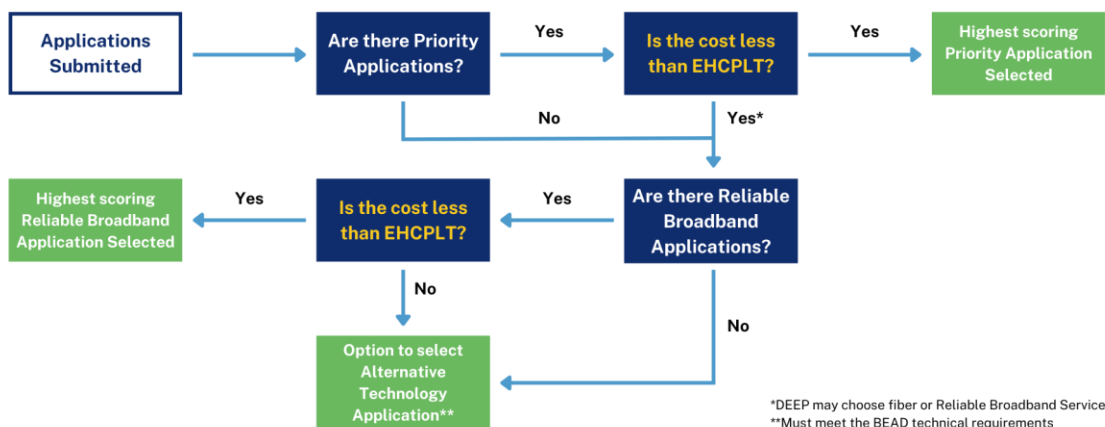 Applications
Submitted
Are there Priority
Applications?
Yes
Is the cost less
than EHCPLT?
Yes
Highest scoring
Priority Application
Selected
No
Yes*
Highest scoring
Reliable Broadband
Application Selected
Yes
Is the cost less
than EHCPLT?
Yes
Are there Reliable
Broadband
Applications?
No
No
Option to select
Alternative
Technology
Application**
*DEEP may choose fiber or Reliable Broadband Service
**Must meet the BEAD technical requirements